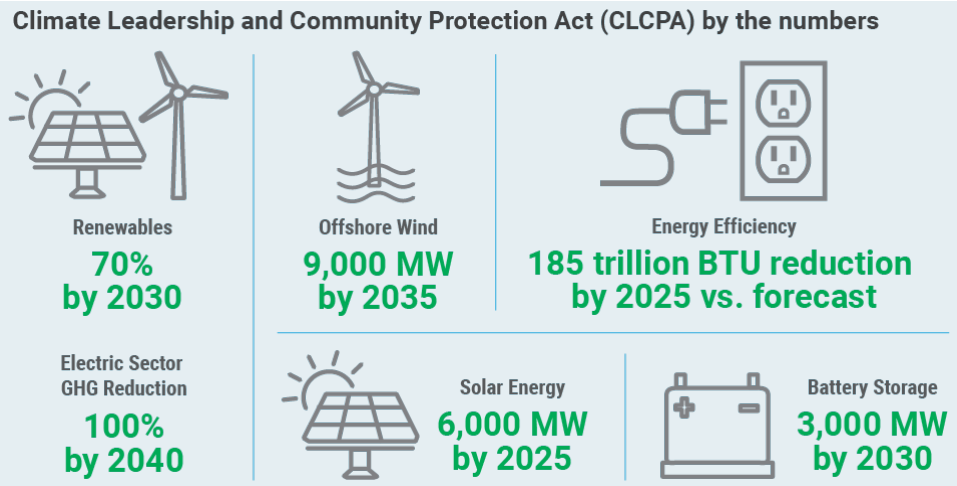 Climate Leadership and Community Protection Act (CLCPA) by the numbers
Renewables
70%
by 2030
Electric Sector
GHG Reduction
100%
by 2040
Offshore Wind
9,000 MW
by 2035
Energy Efficiency
185 trillion BTU reduction
by 2025 vs. forecast
Solar Energy
6,000 MW
by 2025
Battery Storage
3,000 MW
by 2030